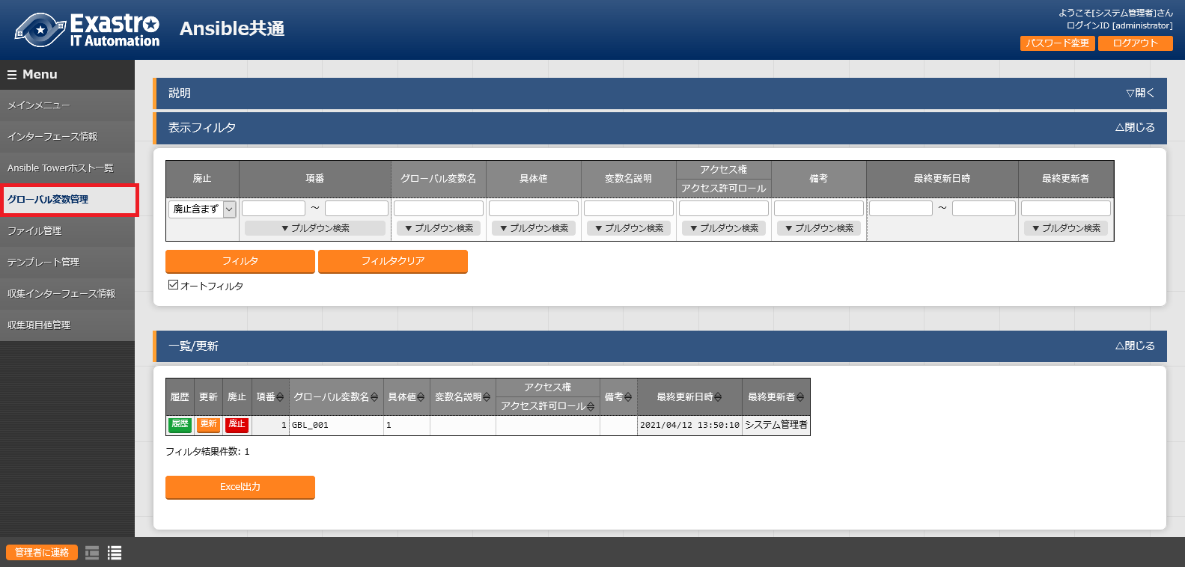 Exastro
IT Automation
Ansible共通
ようこそ[システム管理者]さん
ログインID [administrator]
パスワード変更 ログアウト
☰ Menu
メインメニュー
インターフェース情報
Ansible Towerホスト一覧
グローバル変数管理
ファイル管理
テンプレート管理
収集インターフェース情報
収集項目値管理
説明 ▽開く
表示フィルタ △閉じる
廃止 項番 グローバル変数名 具体値 変数名説明 アクセス権 備考 最終更新日時 最終更新者
アクセス許可ロール
廃止含まず ～ ～
▼プルダウン検索 ▼プルダウン検索 ▼プルダウン検索 ▼プルダウン検索 ▼プルダウン検索 ▼プルダウン検索 ▼プルダウン検索
フィルタ フィルタクリア
オートフィルタ
一覧/更新 △閉じる
履歴 更新 廃止 項番 グローバル変数名 具体値 変数名説明 アクセス権 備考 最終更新日時 最終更新者
アクセス許可ロール
履歴 更新 廃止 1 GBL_001 1 2021/04/12 13:50:10 システム管理者
フィルタ結果件数: 1
Excel出力
管理者に連絡